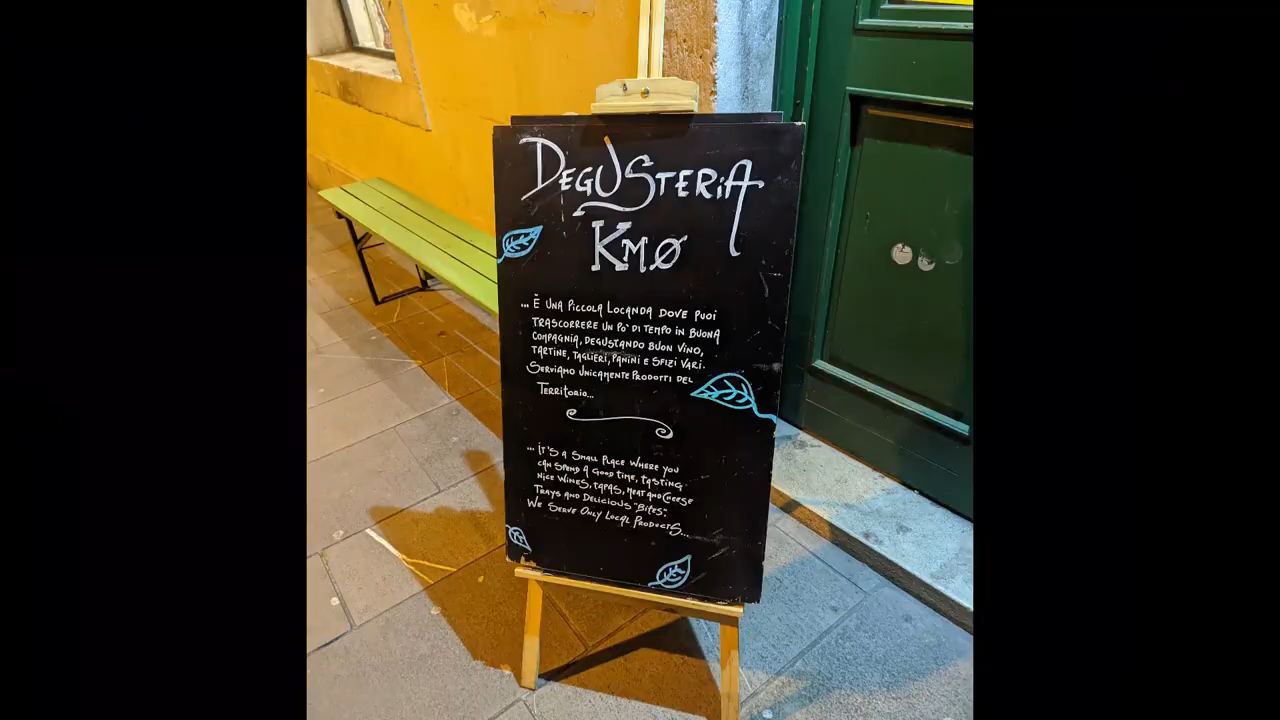 DEGUSTERIA
KMØ
... È UNA PICCOLA LOCANDA DOVE PUOI
TRASCORRERE UN PO' DI TEMPO IN BUONA
COMPAGNIA, DEGUSTANDO BUON VINO,
TARTINE, TAGLIERI, PANINI E SFIZI VARI.
SERVIAMO UNICAMENTE PRODOTTI DEL
TERRITORIO...
... IT'S A SMALL PLACE WHERE YOU
CAN SPEND A GOOD TIME, TASTING
NICE WINES, TAPAS, MEAT AND CHEESE
TRAYS AND DELICIOUS "BITES".
WE SERVE ONLY LOCAL PRODUCTS...